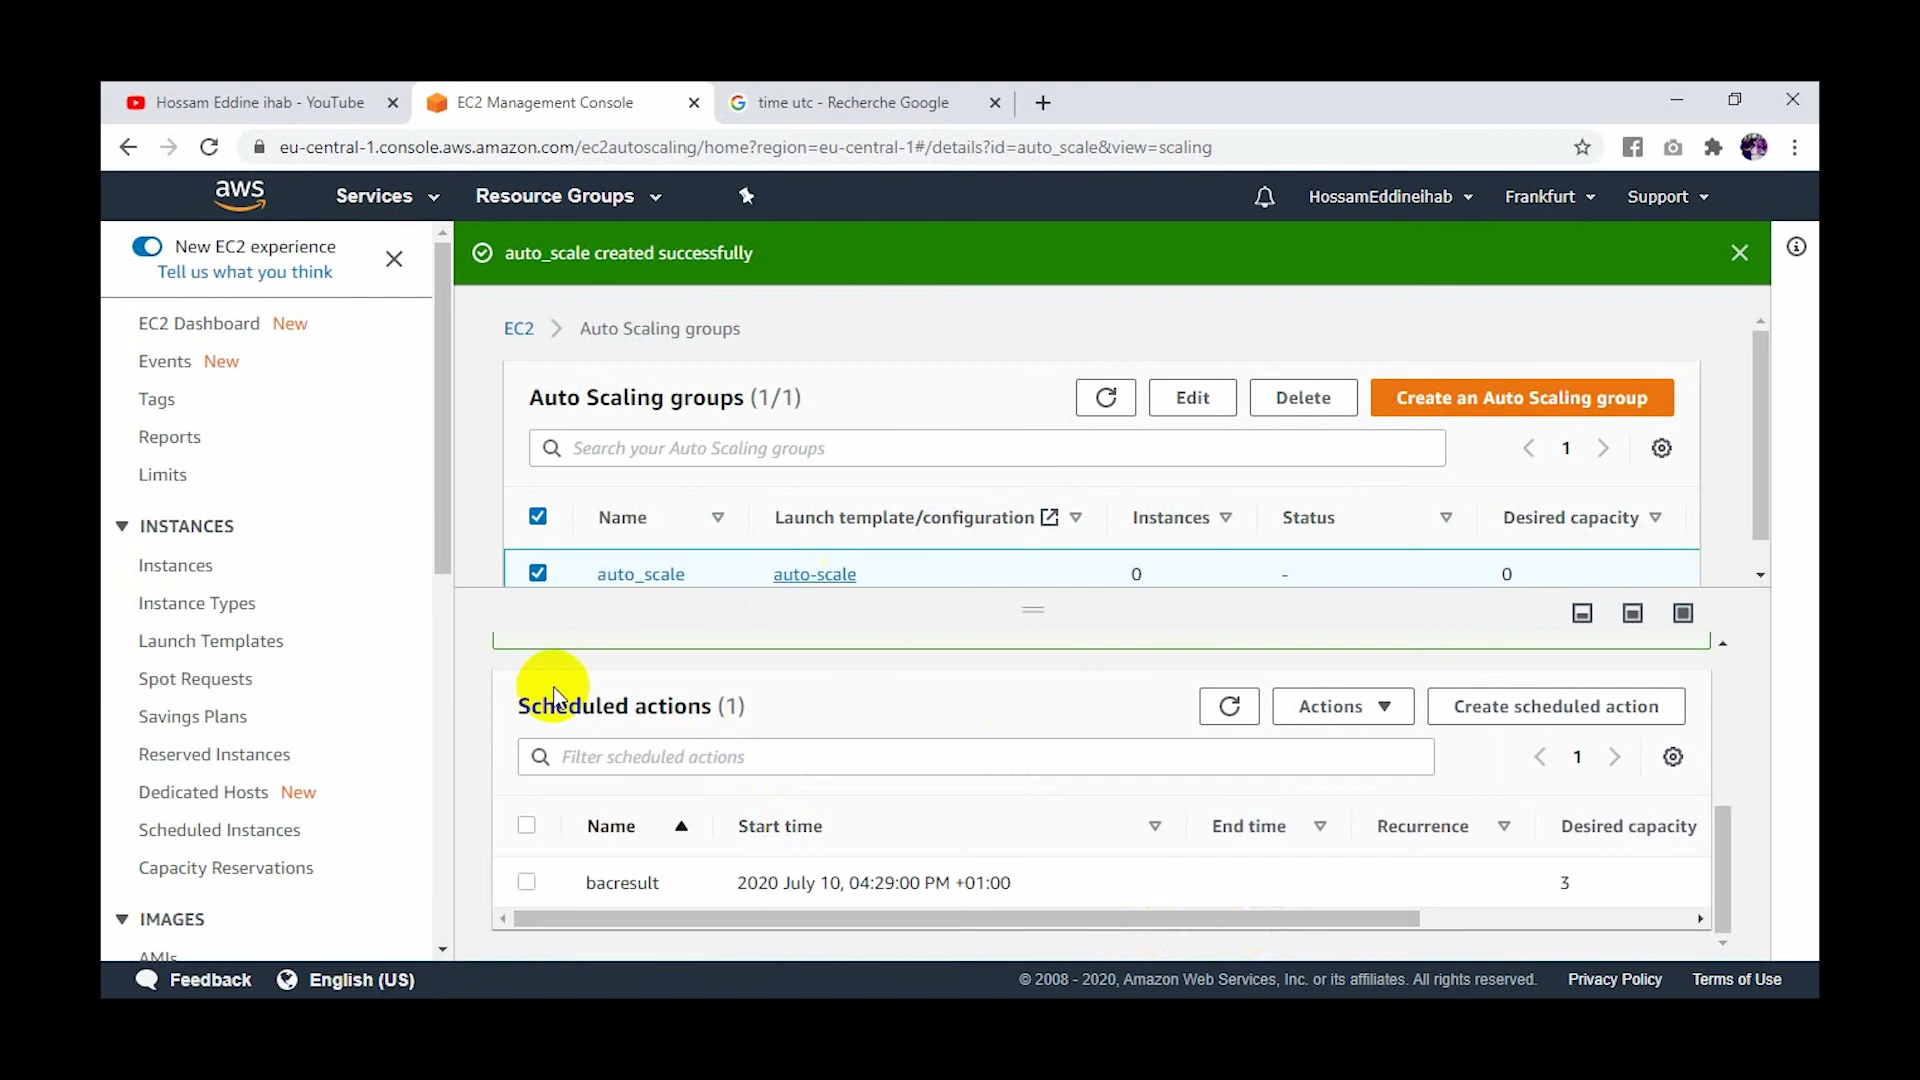 Hossam Eddine ihab - YouTube
EC2 Management Console
time utc - Recherche Google
eu-central-1.console.aws.amazon.com/ec2autoscaling/home?region=eu-central-1#/details?id=auto_scale&view=scaling
aws
Services
Resource Groups
HossamEddineihab
Frankfurt
Support
New EC2 experience
Tell us what you think
EC2 Dashboard New
Events New
Tags
Reports
Limits
INSTANCES
Instances
Instance Types
Launch Templates
Spot Requests
Savings Plans
Reserved Instances
Dedicated Hosts New
Scheduled Instances
Capacity Reservations
IMAGES
AMIs
auto_scale created successfully
EC2 Auto Scaling groups
Auto Scaling groups (1/1)
Edit
Delete
Create an Auto Scaling group
Search your Auto Scaling groups
1
Name Launch template/configuration Instances Status Desired capacity
auto_scale auto-scale 0 - 0
Scheduled actions (1)
Actions
Create scheduled action
Filter scheduled actions
1
Name Start time End time Recurrence Desired capacity
bacresult 2020 July 10, 04:29:00 PM +01:00 3
Feedback
English (US)
© 2008 - 2020, Amazon Web Services, Inc. or its affiliates. All rights reserved.
Privacy Policy
Terms of Use